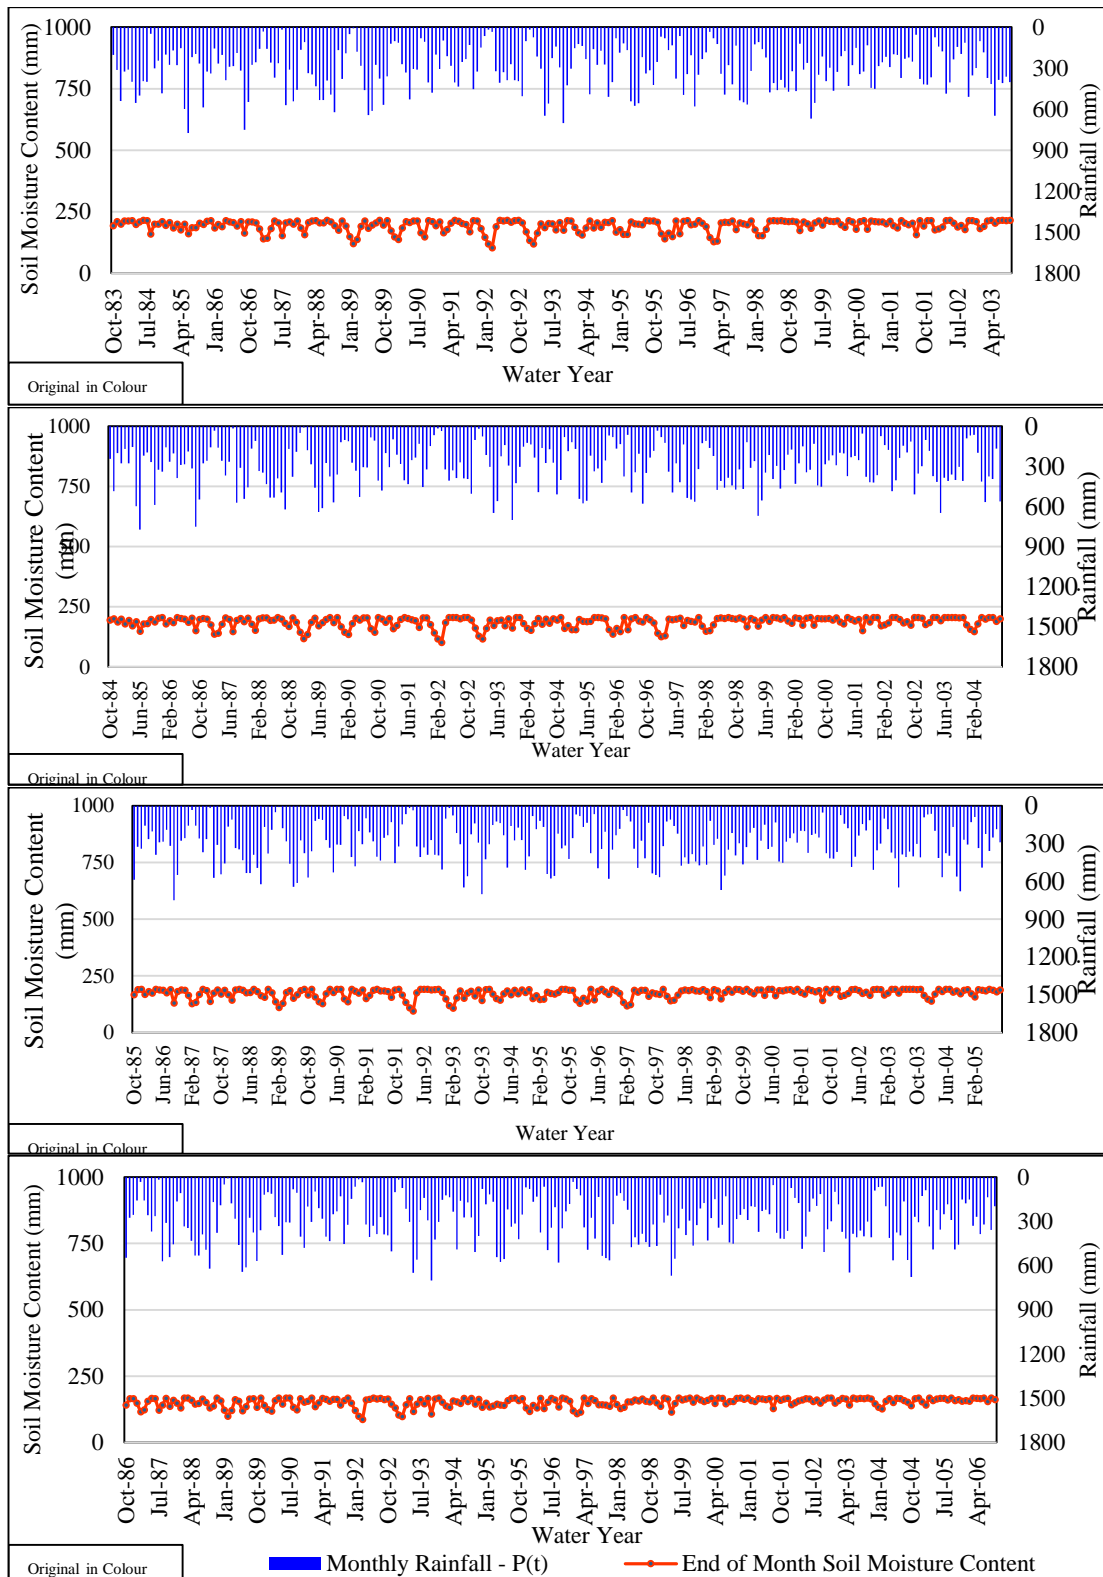 Soil Moisture Content (mm)
1000
750
500
250
0
0
300
600
900
1200
1500
1800
Rainfall (mm)
Oct-83
Jul-84
Apr-85
Jan-86
Oct-86
Jul-87
Apr-88
Jan-89
Oct-89
Jul-90
Apr-91
Jan-92
Oct-92
Jul-93
Apr-94
Jan-95
Oct-95
Jul-96
Apr-97
Jan-98
Oct-98
Jul-99
Apr-00
Jan-01
Oct-01
Jul-02
Apr-03
Water Year
Original in Colour
Soil Moisture Content
(mm)
1000
750
500
250
0
0
300
600
900
1200
1500
1800
Rainfall (mm)
Oct-84
Jun-85
Feb-86
Oct-86
Jun-87
Feb-88
Oct-88
Jun-89
Feb-90
Oct-90
Jun-91
Feb-92
Oct-92
Jun-93
Feb-94
Oct-94
Jun-95
Feb-96
Oct-96
Jun-97
Feb-98
Oct-98
Jun-99
Feb-00
Oct-00
Jun-01
Feb-02
Oct-02
Jun-03
Feb-04
Water Year
Original in Colour
Soil Moisture Content
(mm)
1000
750
500
250
0
0
300
600
900
1200
1500
1800
Rainfall (mm)
Oct-85
Jun-86
Feb-87
Oct-87
Jun-88
Feb-89
Oct-89
Jun-90
Feb-91
Oct-91
Jun-92
Feb-93
Oct-93
Jun-94
Feb-95
Oct-95
Jun-96
Feb-97
Oct-97
Jun-98
Feb-99
Oct-99
Jun-00
Feb-01
Oct-01
Jun-02
Feb-03
Oct-03
Jun-04
Feb-05
Water Year
Original in Colour
Soil Moisture Content (mm)
1000
750
500
250
0
0
300
600
900
1200
1500
1800
Rainfall (mm)
Oct-86
Jul-87
Apr-88
Jan-89
Oct-89
Jul-90
Apr-91
Jan-92
Oct-92
Jul-93
Apr-94
Jan-95
Oct-95
Jul-96
Apr-97
Jan-98
Oct-98
Jul-99
Apr-00
Jan-01
Oct-01
Jul-02
Apr-03
Jan-04
Oct-04
Jul-05
Apr-06
Water Year
Original in Colour
Monthly Rainfall - P(t)
End of Month Soil Moisture Content